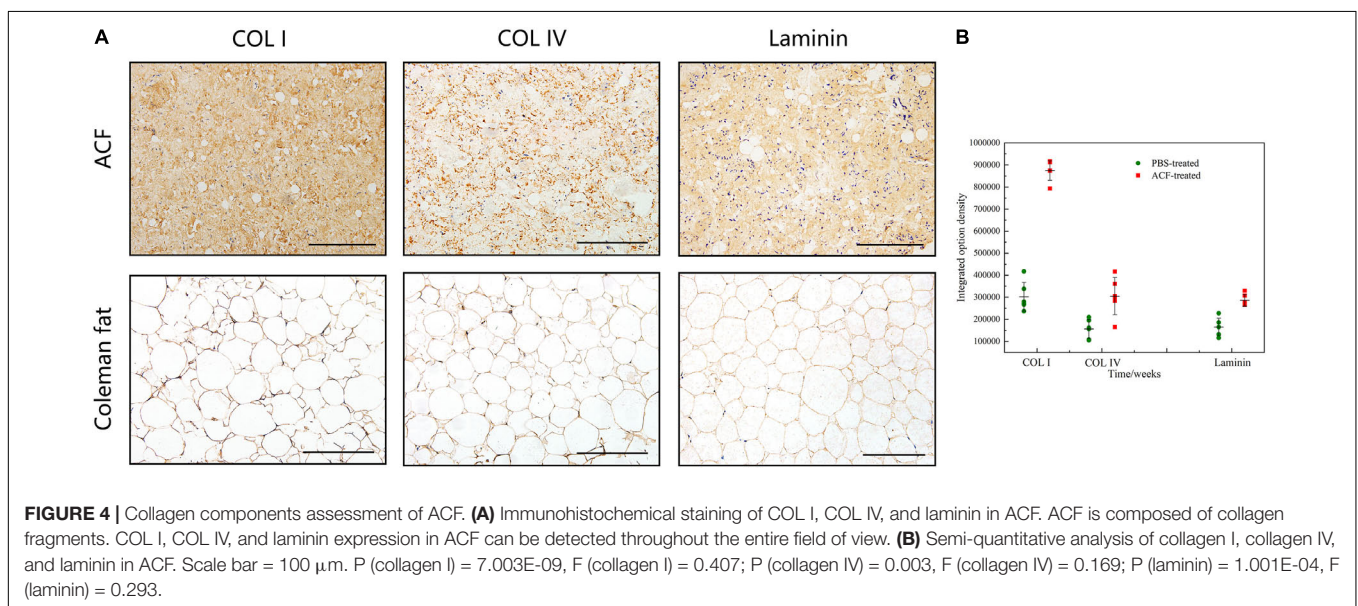 A
COL I
COL IV
Laminin
B
ACF
Coleman fat
1000000
900000
800000
700000
600000
500000
400000
300000
200000
100000
Integrated option density
PBS-treated
ACF-treated
COL I
COL IV
Laminin
Time/weeks
FIGURE 4 | Collagen components assessment of ACF. (A) Immunohistochemical staining of COL I, COL IV, and laminin in ACF. ACF is composed of collagen
fragments. COL I, COL IV, and laminin expression in ACF can be detected throughout the entire field of view. (B) Semi-quantitative analysis of collagen I, collagen IV,
and laminin in ACF. Scale bar = 100 μm. P (collagen I) = 7.003E-09, F (collagen I) = 0.407; P (collagen IV) = 0.003, F (collagen IV) = 0.169; P (laminin) = 1.001E-04, F
(laminin) = 0.293.